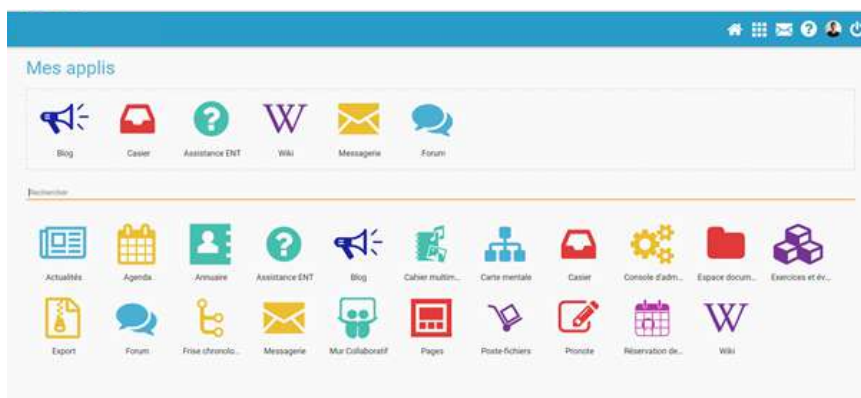 Mes applis
Blog Casier Assistance ENT Wiki Messagerie Forum
Rechercher
Actualités Agenda Annuaire Assistance ENT Blog Cahier multim... Carte mentale Casier Console d'adm... Espace docum... Exercices et év...
Export Forum Frise chronolo... Messagerie Mur Collaboratif Pages Poste-fichiers Pronote Réservation de... Wiki